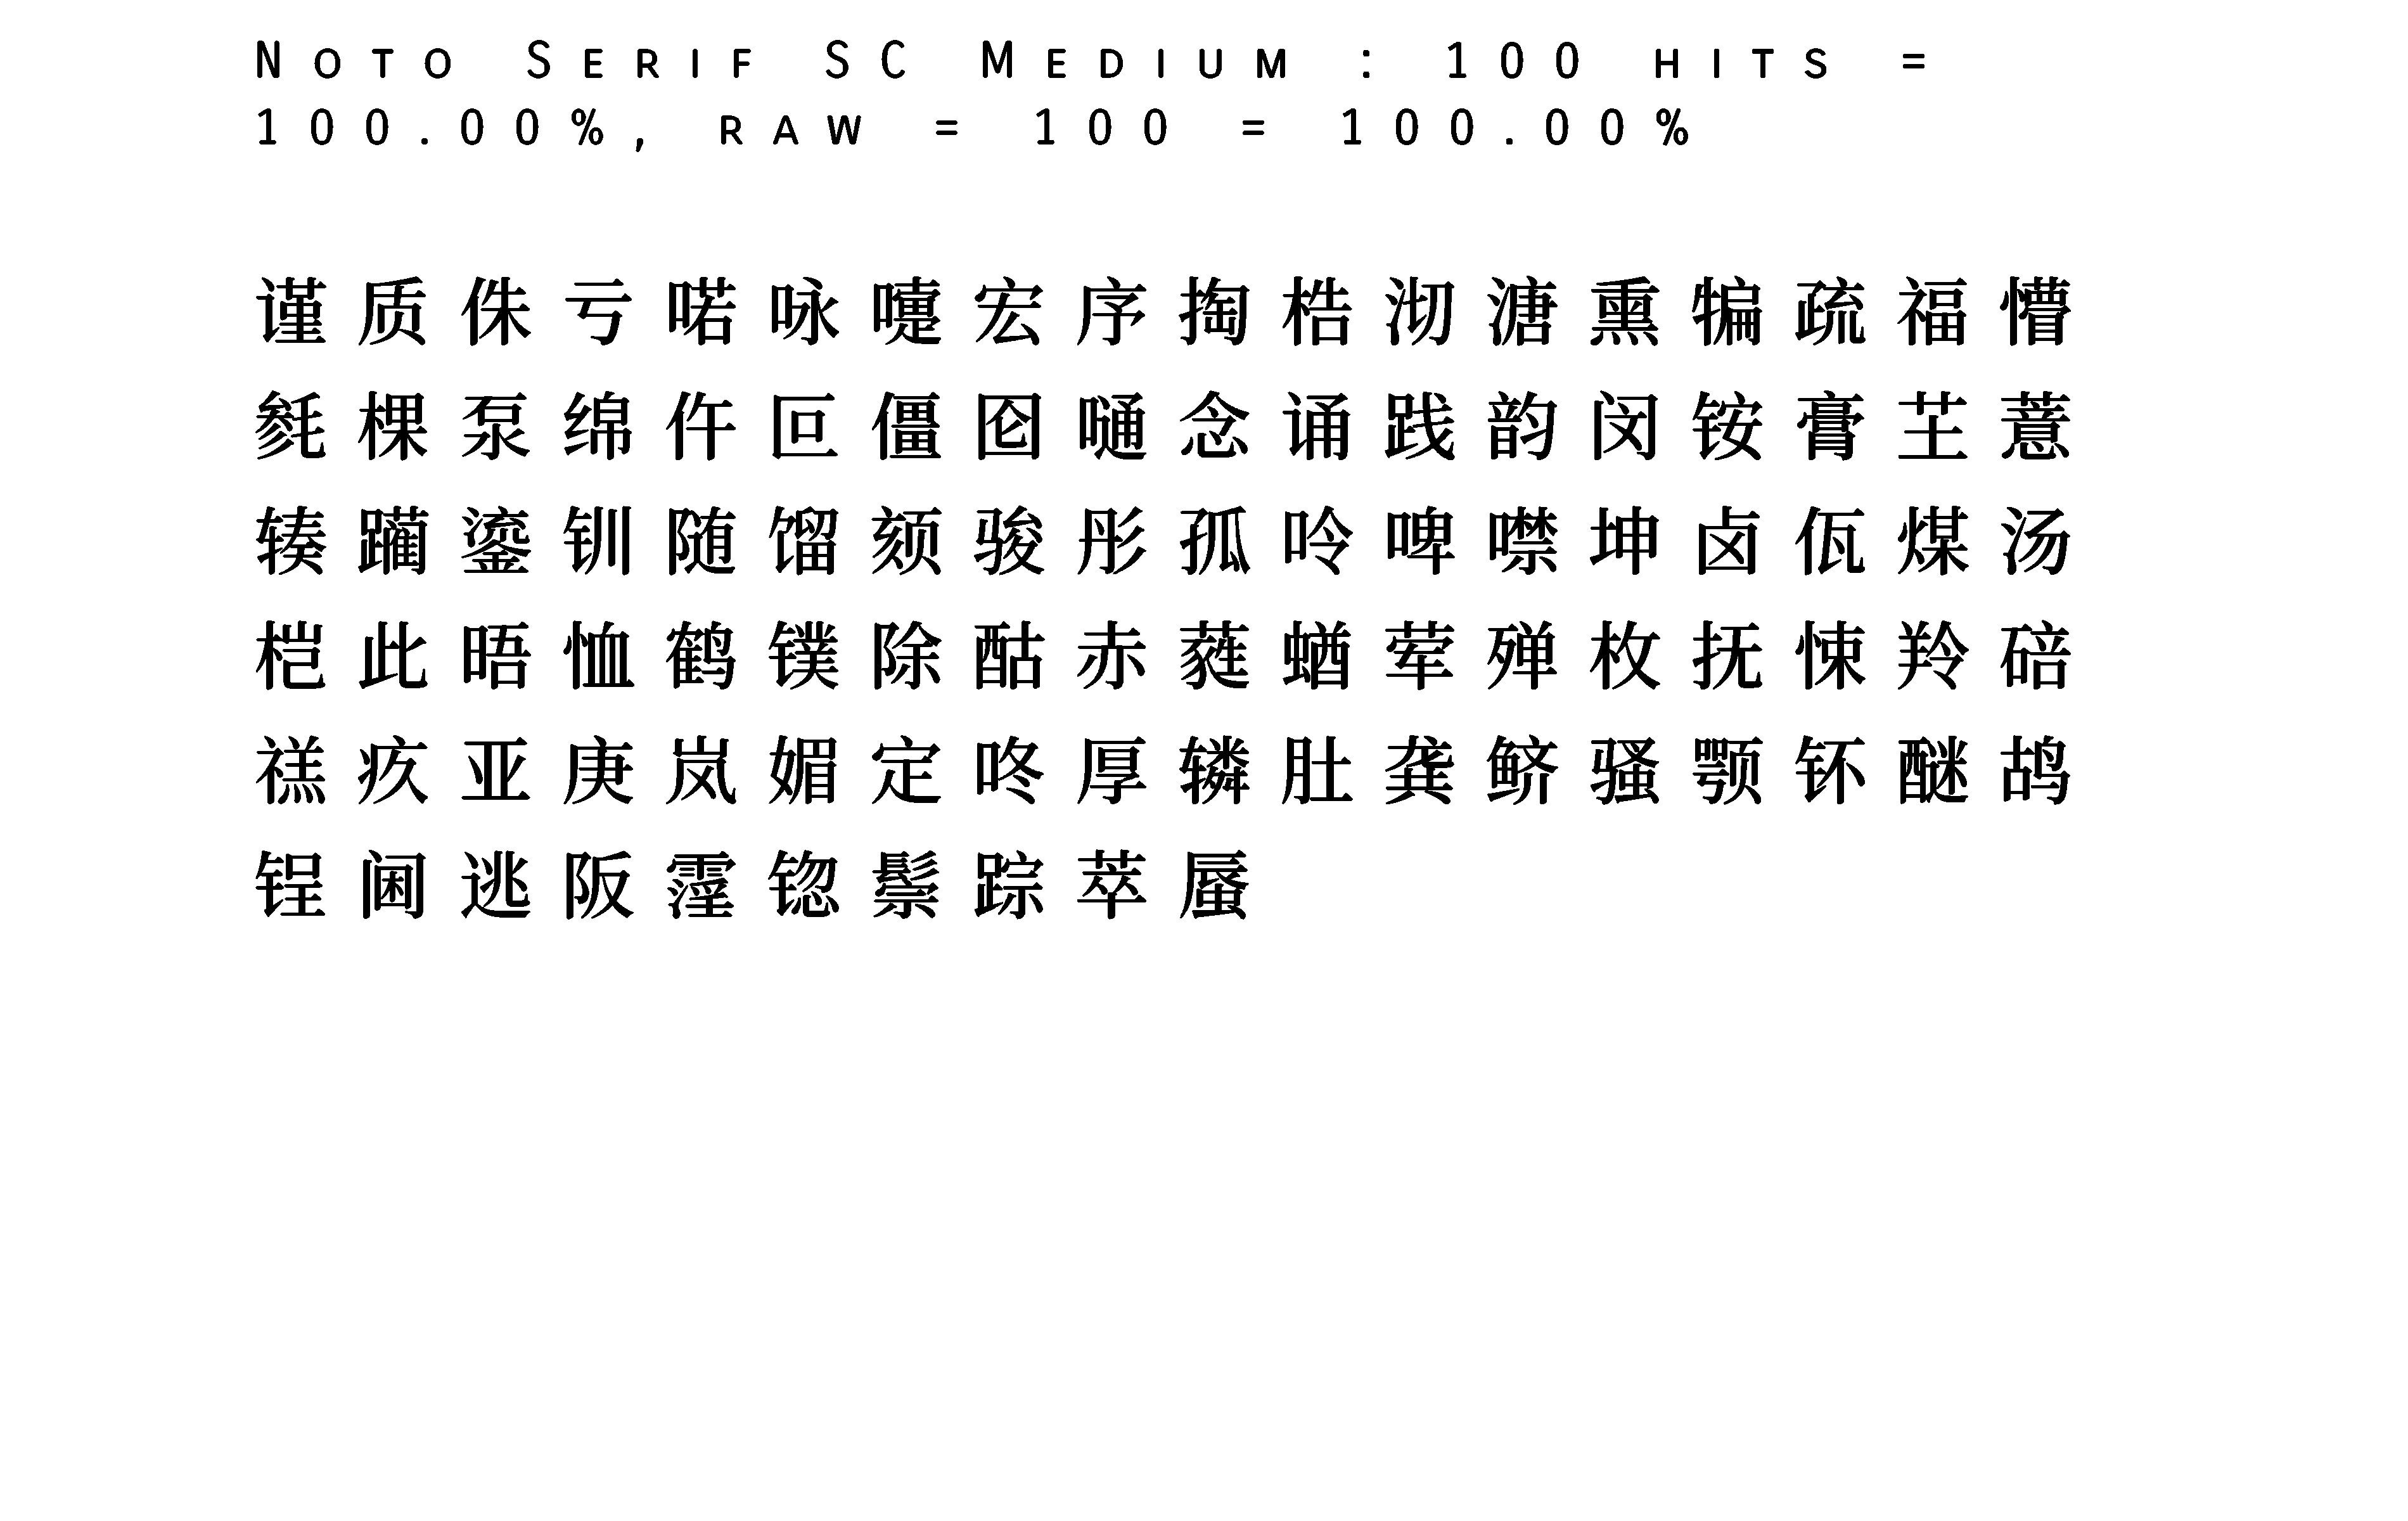 Noto Serif SC Medium : 100 hits =
100.00%, raw = 100 = 100.00%
谨质侏亏喏咏嚏宏序掏梏沏溏熏犏疏福懵
毵棵泵绵仵叵僵囵嗵念诵践韵闵铵膏芏薏
辏躏鎏钏随馏颏骏彤孤呤啤噤坤卤佤煤汤
桤此晤恤鹤镤除酤赤蕤蝤荤殚枚抚悚羚碚
禚疚亚庚岚媚定咚厚辚肚龚鲚骚颚钚醚鸪
锃阃逃阪霪锪鬃踪萃蜃